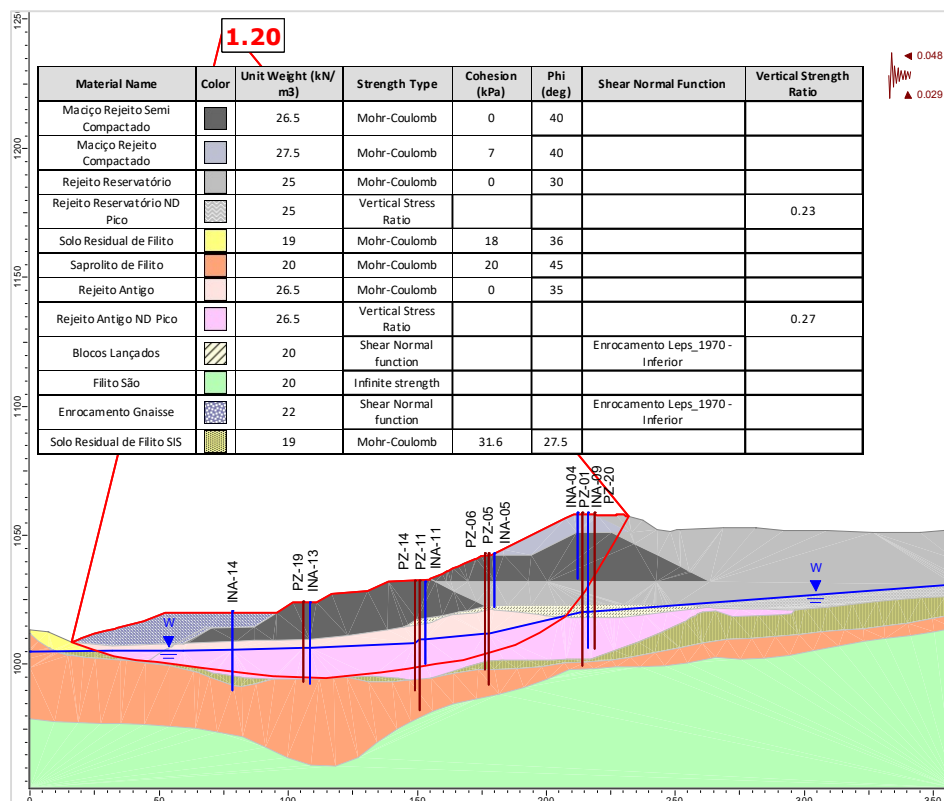 1.20
0.048
0.029
Material Name Color Unit Weight (kN/ m3) Strength Type Cohesion (kPa) Phi (deg) Shear Normal Function Vertical Strength Ratio
Maciço Rejeito Semi Compactado 26.5 Mohr-Coulomb 0 40
Maciço Rejeito Compactado 27.5 Mohr-Coulomb 7 40
Rejeito Reservatório 25 Mohr-Coulomb 0 30
Rejeito Reservatório ND Pico 25 Vertical Stress Ratio 0.23
Solo Residual de Filito 19 Mohr-Coulomb 18 36
Saprolito de Filito 20 Mohr-Coulomb 20 45
Rejeito Antigo 26.5 Mohr-Coulomb 0 35
Rejeito Antigo ND Pico 26.5 Vertical Stress Ratio 0.27
Blocos Lançados 20 Shear Normal function Enrocamento Leps_1970 - Inferior
Filito São 20 Infinite strength
Enrocamento Gnaisse 22 Shear Normal function Enrocamento Leps_1970 - Inferior
Solo Residual de Filito SIS 19 Mohr-Coulomb 31.6 27.5
1200
1150
1100
1050
1000
INA-14
PZ-19
INA-13
PZ-14
PZ-11
INA-11
PZ-06
PZ-05
INA-05
INA-04
PZ-01
INA-09
PZ-20
W
W
0 50 100 150 200 250 300 350